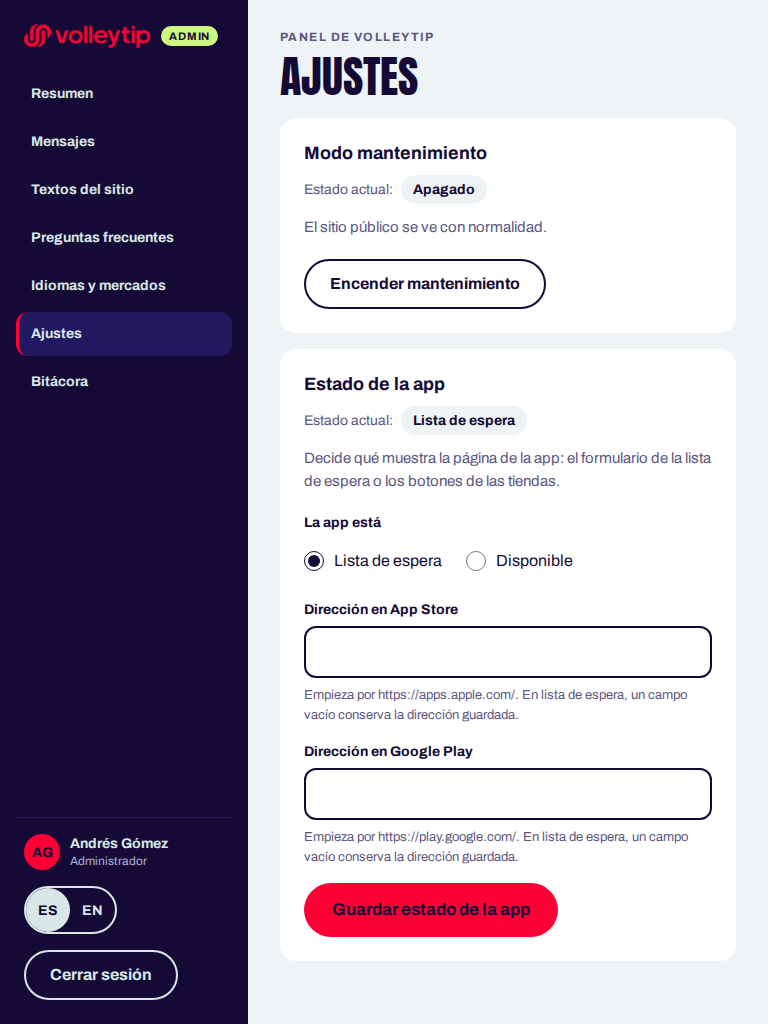 volleytip ADMIN
Resumen
Mensajes
Textos del sitio
Preguntas frecuentes
Idiomas y mercados
Ajustes
Bitácora
AG
Andrés Gómez
Administrador
ES EN
Cerrar sesión
PANEL DE VOLLEYTIP
AJUSTES
Modo mantenimiento
Estado actual: Apagado
El sitio público se ve con normalidad.
Encender mantenimiento
Estado de la app
Estado actual: Lista de espera
Decide qué muestra la página de la app: el formulario de la lista
de espera o los botones de las tiendas.
La app está
Lista de espera Disponible
Dirección en App Store
Empieza por https://apps.apple.com/. En lista de espera, un campo
vacío conserva la dirección guardada.
Dirección en Google Play
Empieza por https://play.google.com/. En lista de espera, un campo
vacío conserva la dirección guardada.
Guardar estado de la app